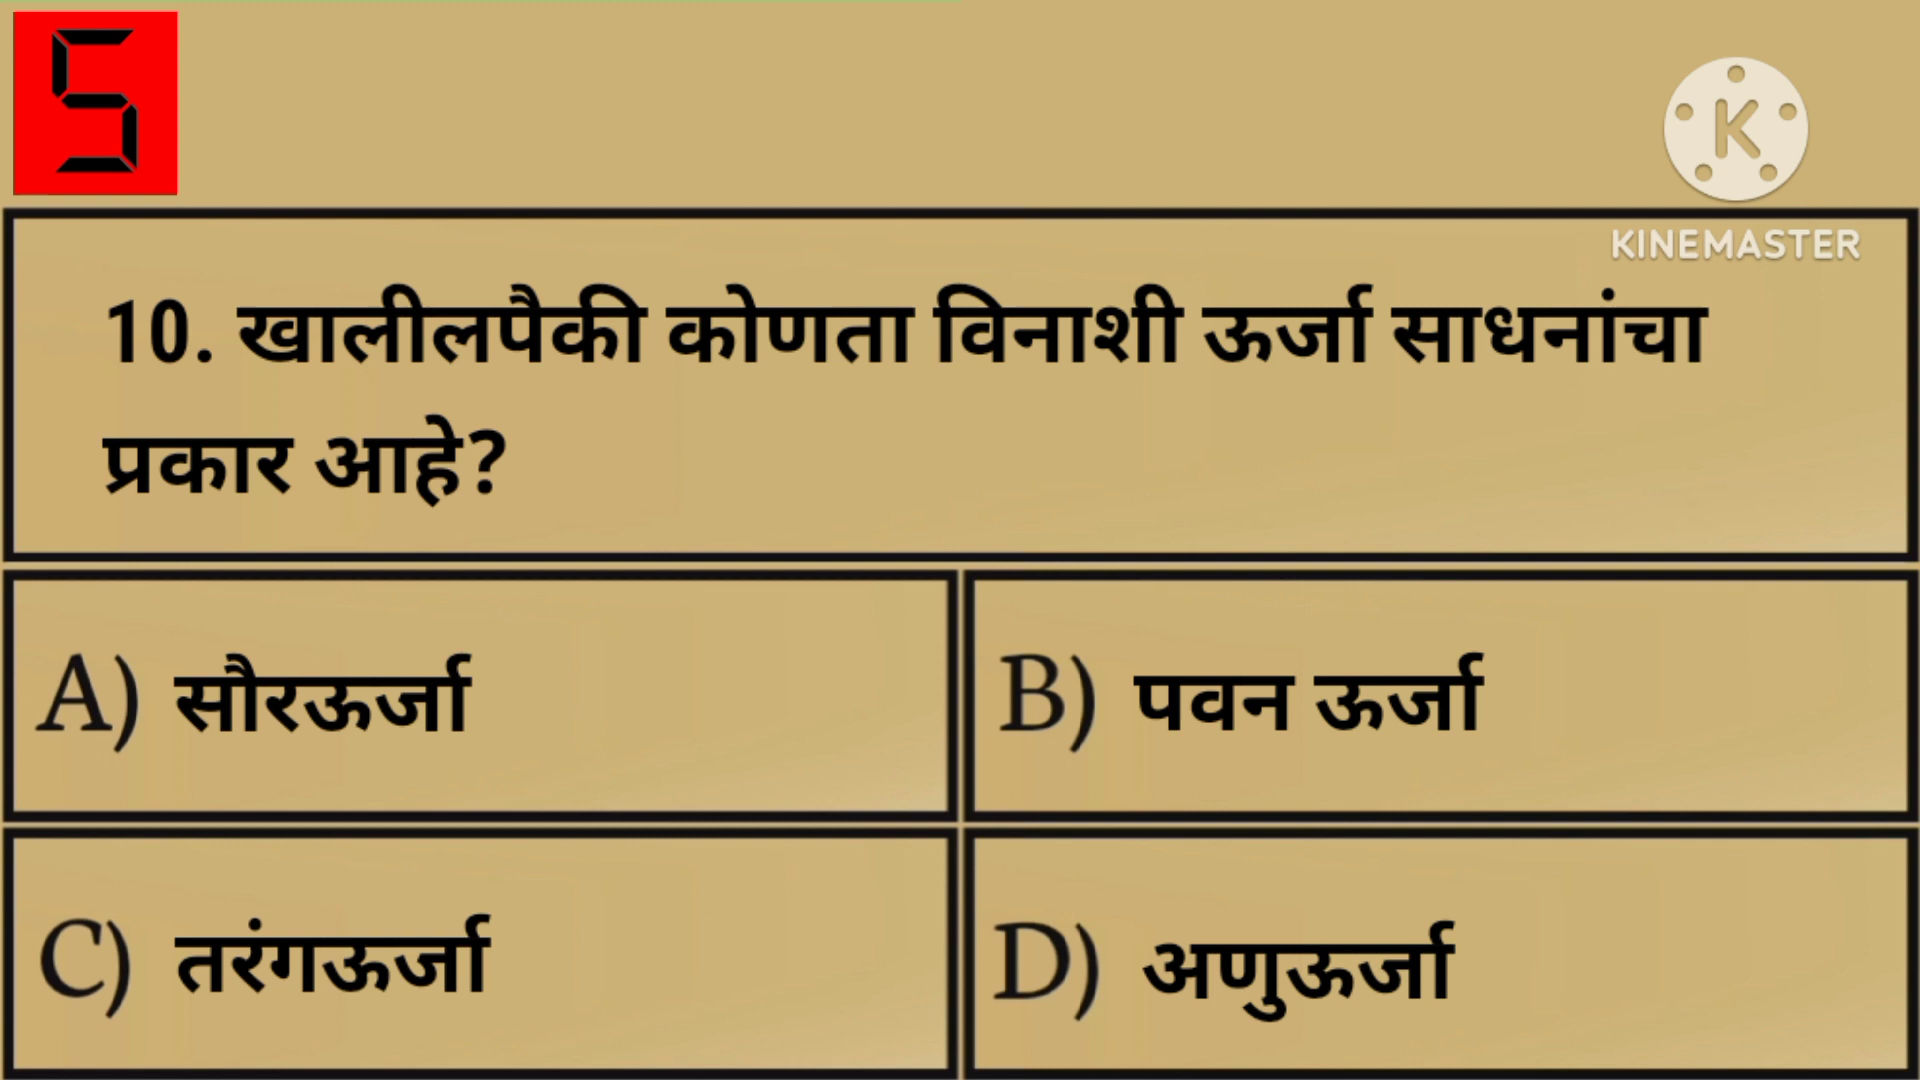 5
K
KINEMASTER
10. खालीलपैकी कोणता विनाशी ऊर्जा साधनांचा
प्रकार आहे?
A) सौरऊर्जा
B) पवन ऊर्जा
C) तरंगऊर्जा
D) अणुऊर्जा